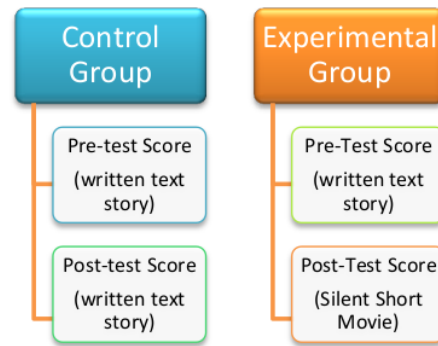 Control
Group
Pre-test Score
(written text
story)
Post-test Score
(written text
story)
Experimental
Group
Pre-Test Score
(written text
story)
Post-Test Score
(Silent Short
Movie)